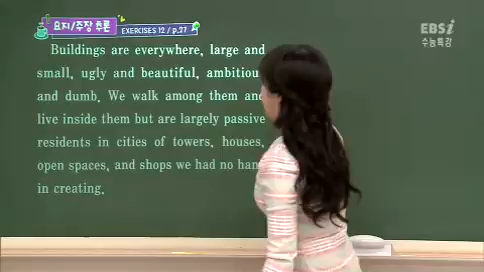 요지/주장 추론
EXERCISES 12 / p.27
EBSi
수능특강
Buildings are everywhere, large and
small, ugly and beautiful, ambitious
and dumb. We walk among them and
live inside them but are largely passive
residents in cities of towers, houses,
open spaces, and shops we had no hand
in creating.